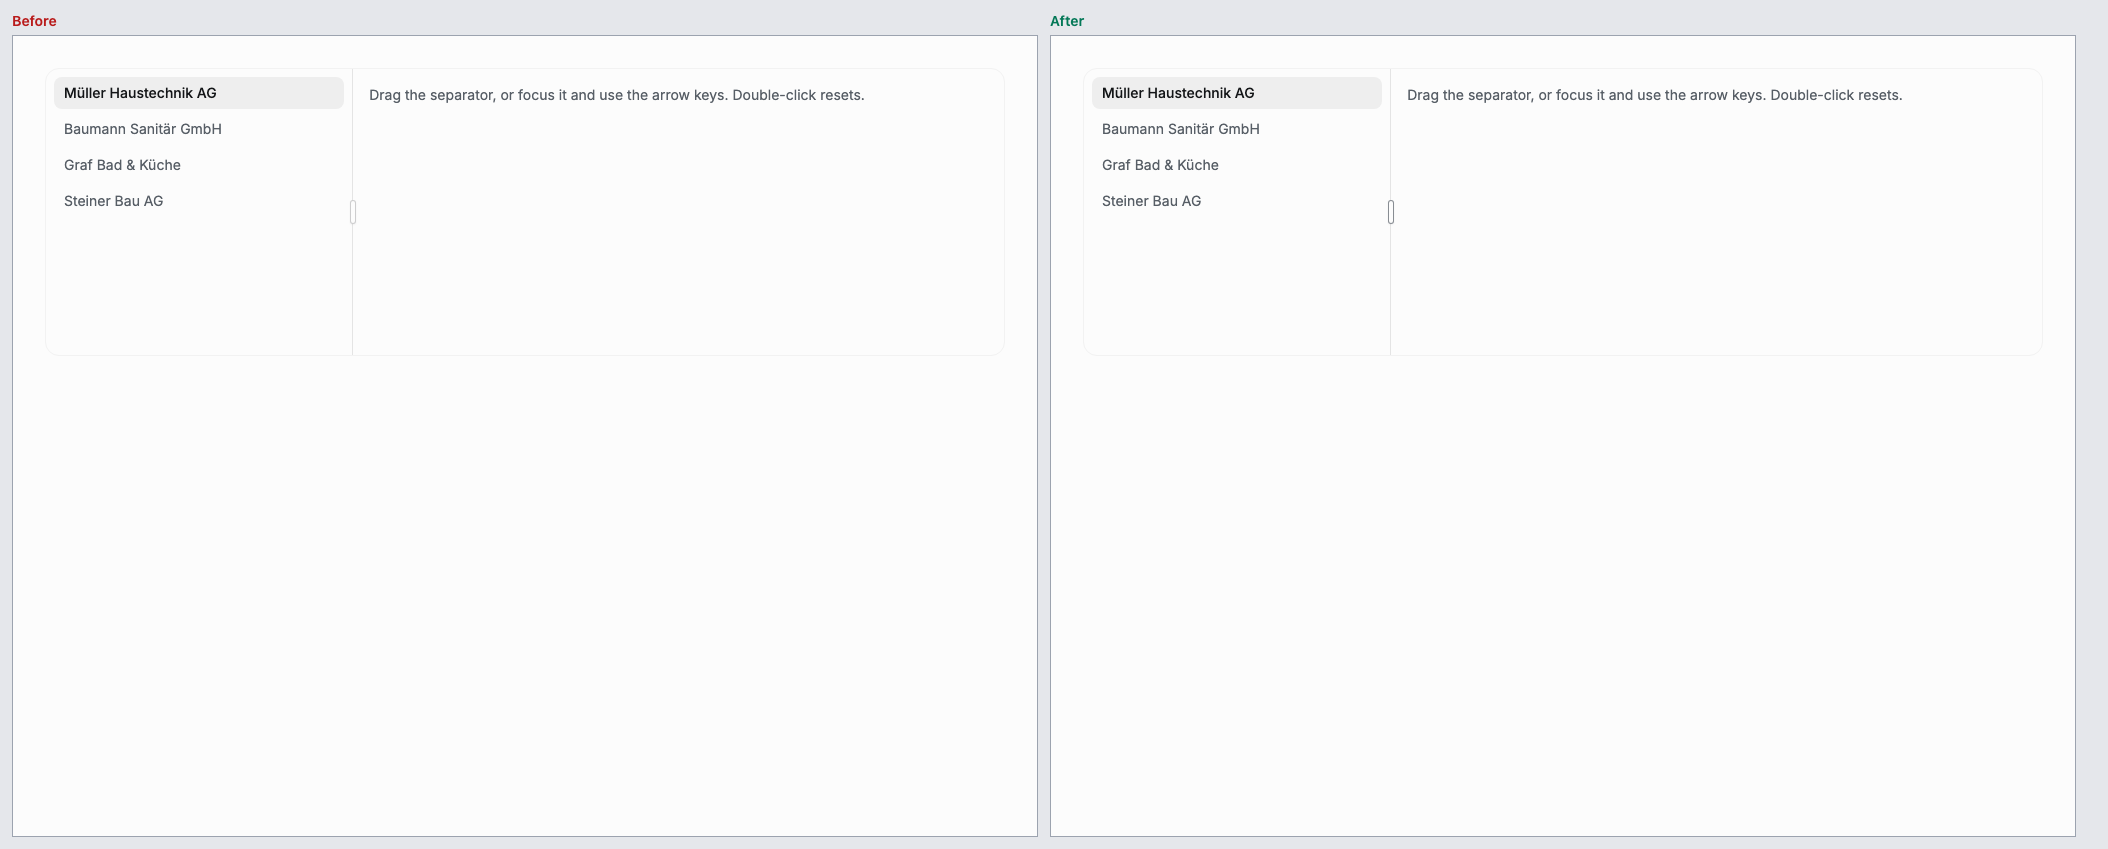 Before
Müller Haustechnik AG
Baumann Sanitär GmbH
Graf Bad & Küche
Steiner Bau AG
Drag the separator, or focus it and use the arrow keys. Double-click resets.
After
Müller Haustechnik AG
Baumann Sanitär GmbH
Graf Bad & Küche
Steiner Bau AG
Drag the separator, or focus it and use the arrow keys. Double-click resets.